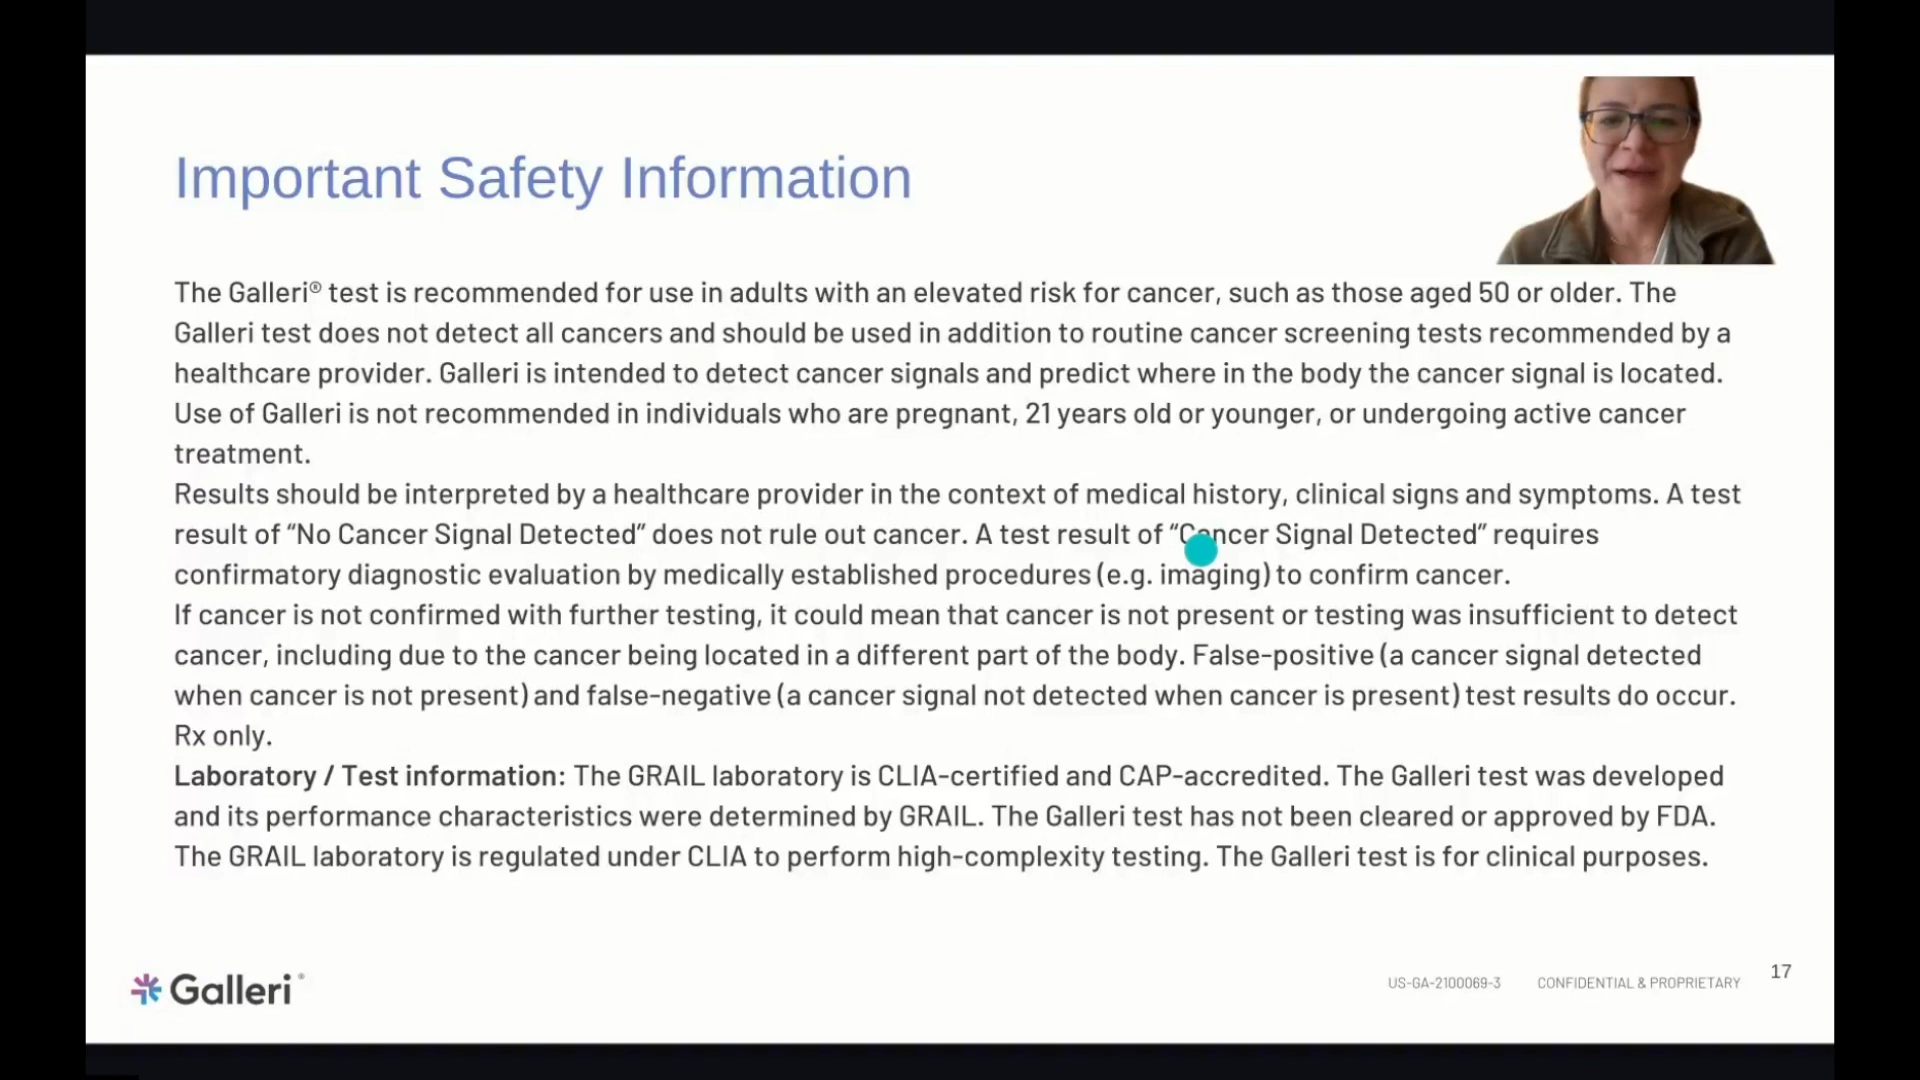 Important Safety Information
The Galleri® test is recommended for use in adults with an elevated risk for cancer, such as those aged 50 or older. The
Galleri test does not detect all cancers and should be used in addition to routine cancer screening tests recommended by a
healthcare provider. Galleri is intended to detect cancer signals and predict where in the body the cancer signal is located.
Use of Galleri is not recommended in individuals who are pregnant, 21 years old or younger, or undergoing active cancer
treatment.
Results should be interpreted by a healthcare provider in the context of medical history, clinical signs and symptoms. A test
result of “No Cancer Signal Detected” does not rule out cancer. A test result of “Cancer Signal Detected” requires
confirmatory diagnostic evaluation by medically established procedures (e.g. imaging) to confirm cancer.
If cancer is not confirmed with further testing, it could mean that cancer is not present or testing was insufficient to detect
cancer, including due to the cancer being located in a different part of the body. False-positive (a cancer signal detected
when cancer is not present) and false-negative (a cancer signal not detected when cancer is present) test results do occur.
Rx only.
Laboratory / Test information: The GRAIL laboratory is CLIA-certified and CAP-accredited. The Galleri test was developed
and its performance characteristics were determined by GRAIL. The Galleri test has not been cleared or approved by FDA.
The GRAIL laboratory is regulated under CLIA to perform high-complexity testing. The Galleri test is for clinical purposes.
Galleri®
US-GA-2100069-3 CONFIDENTIAL & PROPRIETARY 17